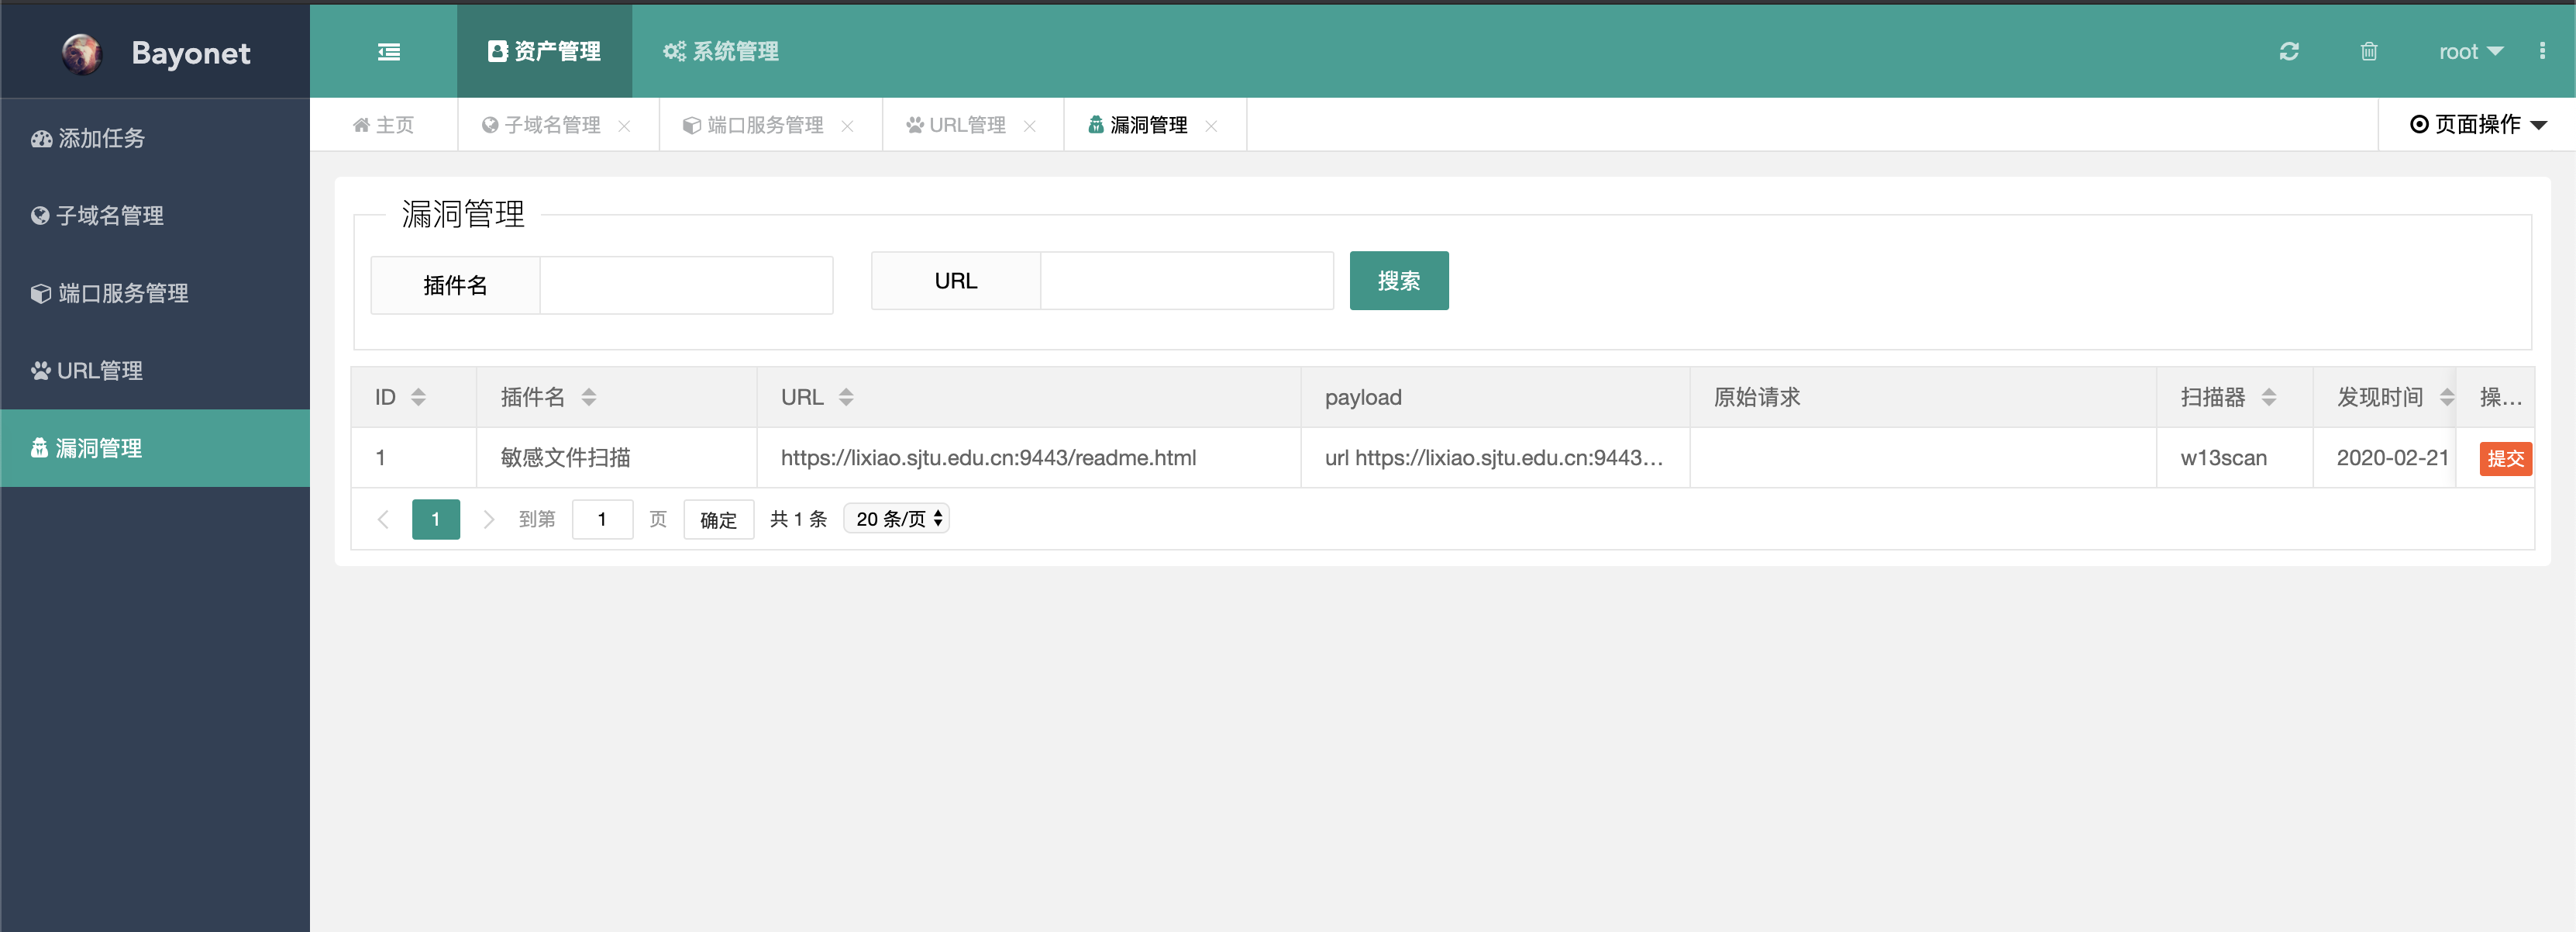 Bayonet
资产管理
系统管理
root
添加任务
子域名管理
端口服务管理
URL管理
漏洞管理
主页
子域名管理
端口服务管理
URL管理
漏洞管理
页面操作
漏洞管理
插件名
URL
搜索
ID 插件名 URL payload 原始请求 扫描器 发现时间 操...
1 敏感文件扫描 https://lixiao.sjtu.edu.cn:9443/readme.html url https://lixiao.sjtu.edu.cn:9443... w13scan 2020-02-21 提交
1 到第 1 页 确定 共 1 条 20 条/页